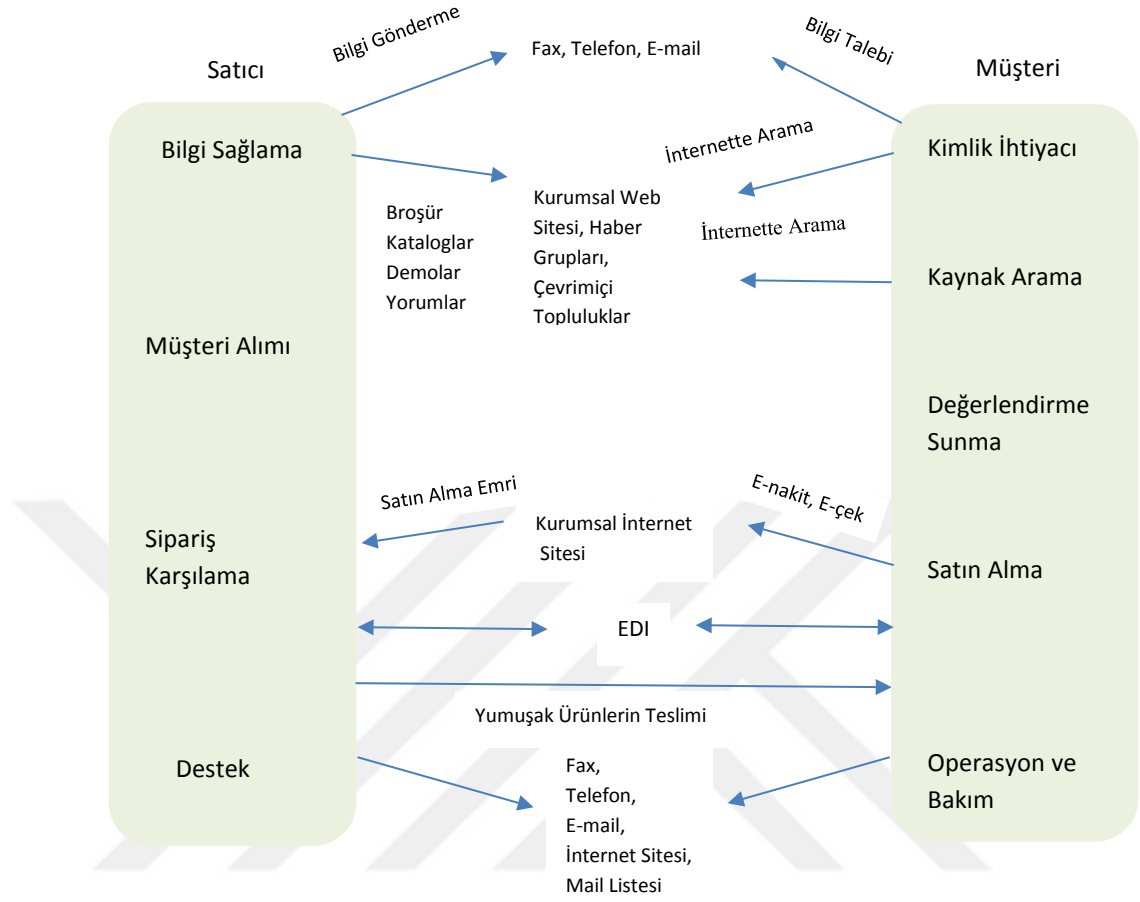 Bilgi Gönderme
Fax, Telefon, E-mail
Bilgi Talebi
Satıcı
Müşteri
Bilgi Sağlama
İnternette Arama
Kimlik İhtiyacı
Broşür
Kataloglar
Demolar
Yorumlar
Kurumsal Web
Sitesi, Haber
Grupları,
Çevrimiçi
Topluluklar
İnternette Arama
Kaynak Arama
Müşteri Alımı
Değerlendirme
Sunma
Satın Alma Emri
E-nakit, E-çek
Sipariş
Karşılama
Kurumsal İnternet
Sitesi
Satın Alma
EDI
Yumuşak Ürünlerin Teslimi
Destek
Fax,
Telefon,
E-mail,
İnternet Sitesi,
Mail Listesi
Operasyon ve
Bakım